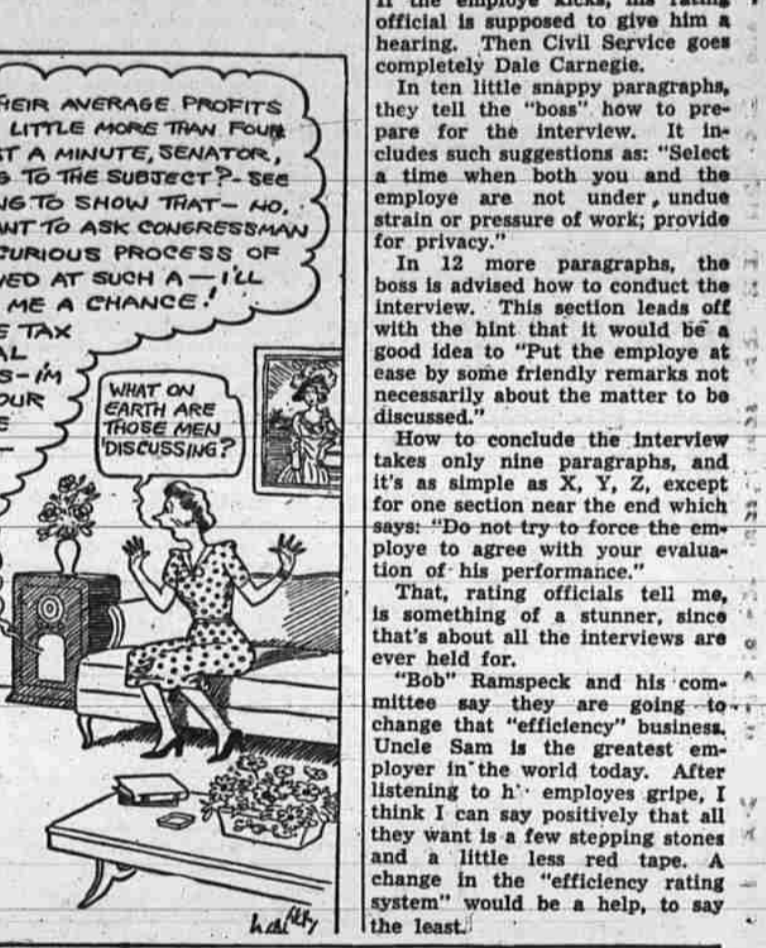 HEIR AVERAGE PROFITS
LITTLE MORE THAN FOUR
T A MINUTE, SENATOR,
G TO THE SUBJECT?- SEE
NG TO SHOW THAT- NO,
ANT TO ASK CONGRESSMAN
CURIOUS PROCESS OF
VED AT SUCH A - I'LL
ME A CHANCE!
E TAX
AL
S-I'M
OUR
E
WHAT ON
EARTH ARE
THOSE MEN
DISCUSSING?
If the employe kicks, his rating
official is supposed to give him a
hearing. Then Civil Service goes
completely Dale Carnegie.
In ten little snappy paragraphs,
they tell the "boss" how to pre-
pare for the interview. It in-
cludes such suggestions as: "Select
a time when both you and the
employe are not under undue
strain or pressure of work; provide
for privacy."
In 12 more paragraphs, the
boss is advised how to conduct the
interview. This section leads off
with the hint that it would be a
good idea to "Put the employe at
ease by some friendly remarks not
necessarily about the matter to be
discussed."
How to conclude the interview
takes only nine paragraphs, and
it's as simple as X, Y, Z, except
for one section near the end which
says: "Do not try to force the em-
ploye to agree with your evalua-
tion of his performance."
That, rating officials tell me,
is something of a stunner, since
that's about all the interviews are
ever held for.
"Bob" Ramspeck and his com-
mittee say they are going to
change that "efficiency" business.
Uncle Sam is the greatest em-
ployer in the world today. After
listening to employes gripe, I
think I can say positively that all
they want is a few stepping stones
and a little less red tape. A
change in the "efficiency rating
system" would be a help, to say
the least.